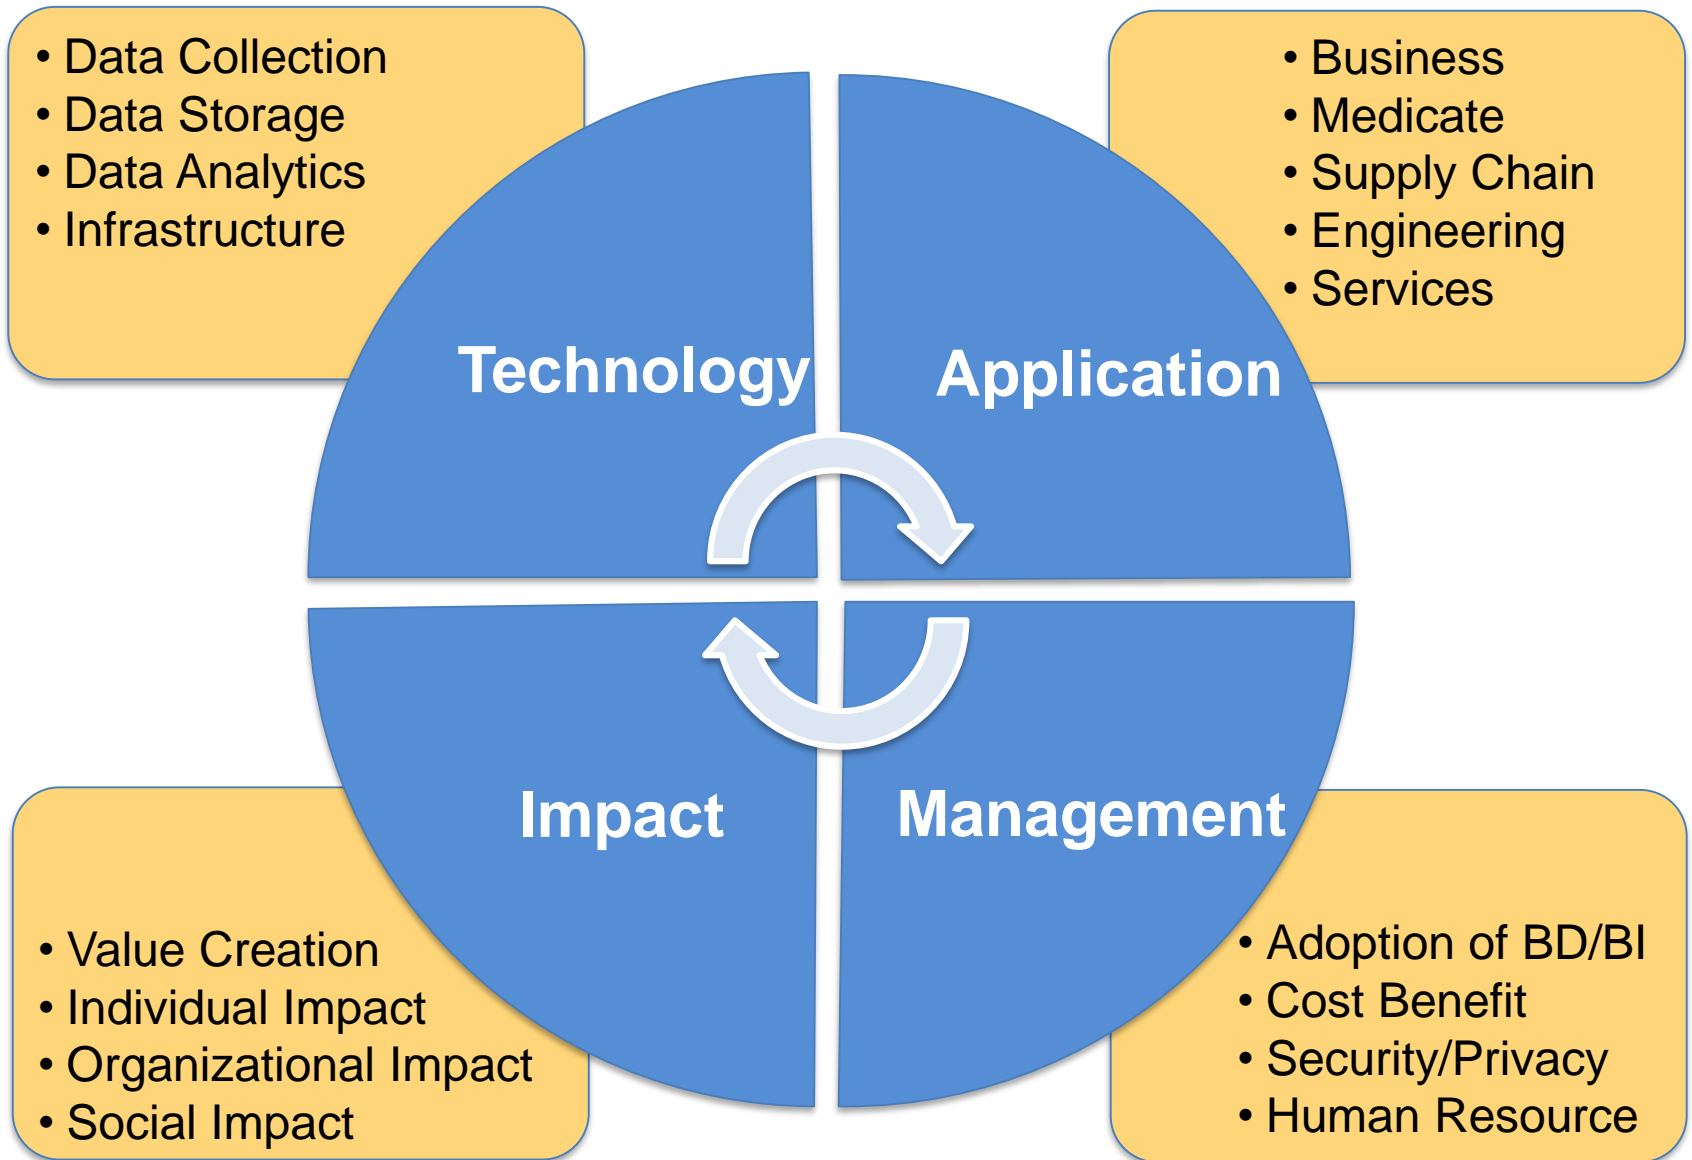 • Data Collection
• Data Storage
• Data Analytics
• Infrastructure
• Business
• Medicate
• Supply Chain
• Engineering
• Services
Technology
Application
Impact
Management
• Value Creation
• Individual Impact
• Organizational Impact
• Social Impact
• Adoption of BD/BI
• Cost Benefit
• Security/Privacy
• Human Resource